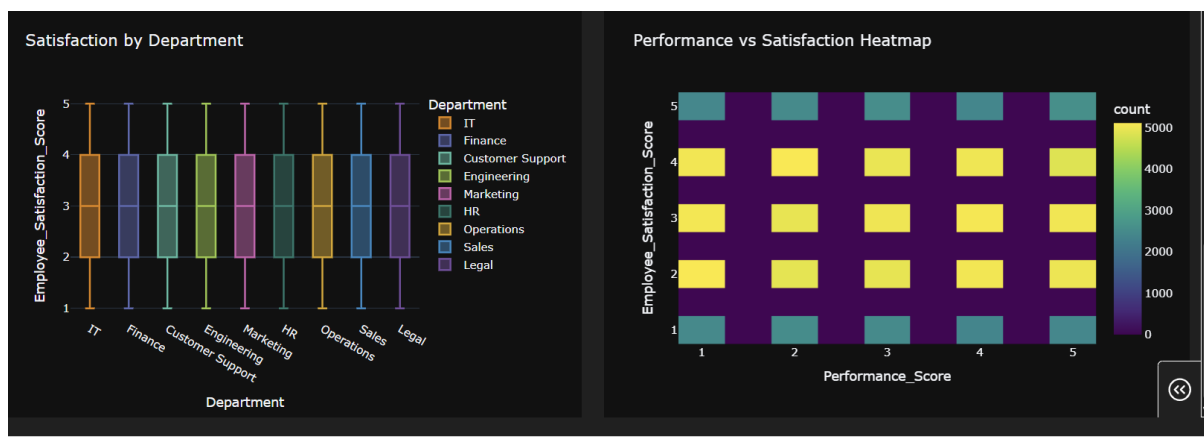 Satisfaction by Department
Employee_Satisfaction_Score
5
4
3
2
1
IT
Finance
Customer Support
Engineering
Marketing
HR
Operations
Sales
Legal
Department
Department
IT
Finance
Customer Support
Engineering
Marketing
HR
Operations
Sales
Legal
Performance vs Satisfaction Heatmap
Employee_Satisfaction_Score
5
4
3
2
1
1
2
3
4
5
Performance_Score
count
5000
4000
3000
2000
1000
0